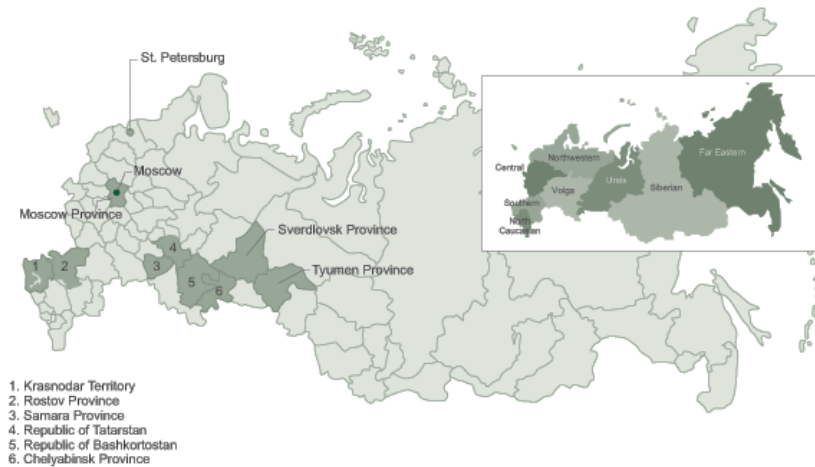 St. Petersburg
Moscow
Moscow Province
Sverdlovsk Province
Tyumen Province
1
2
3
4
5
6
Northwestern
Central
Urals
Far Eastern
Volga
Siberian
Southern
North
Caucasian
1. Krasnodar Territory
2. Rostov Province
3. Samara Province
4. Republic of Tatarstan
5. Republic of Bashkortostan
6. Chelyabinsk Province